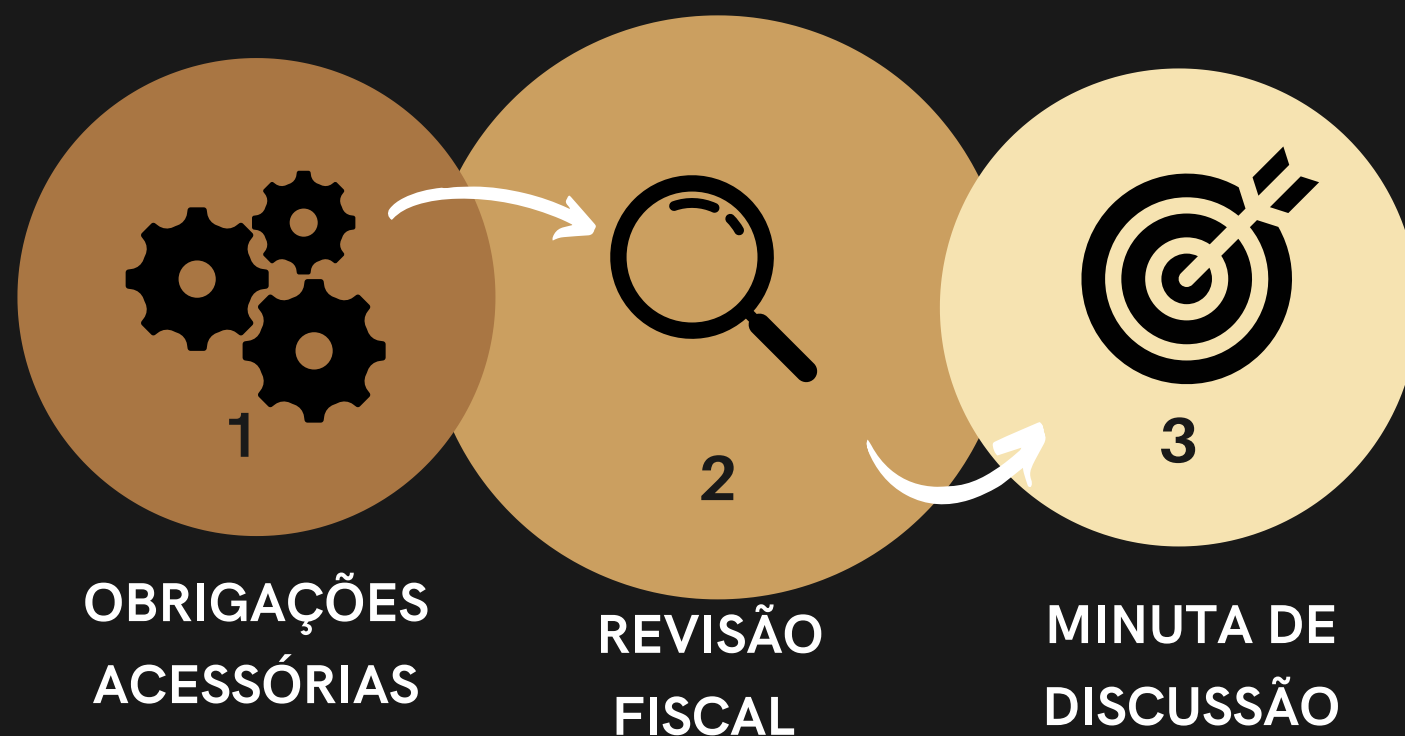 1
OBRIGAÇÕES
ACESSÓRIAS
2
REVISÃO
FISCAL
3
MINUTA DE
DISCUSSÃO